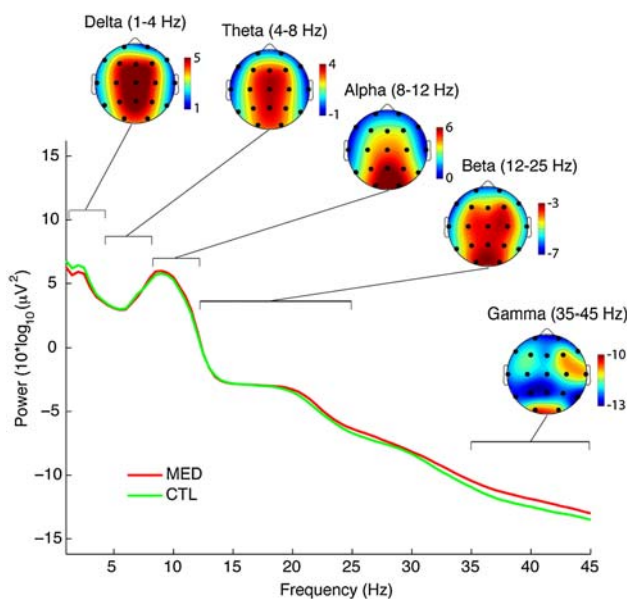 Delta (1-4 Hz)
5
1
Theta (4-8 Hz)
4
-1
Alpha (8-12 Hz)
6
0
Beta (12-25 Hz)
-3
-7
Gamma (35-45 Hz)
-10
-13
Power (10*log10(μV2)
15
10
5
0
−5
−10
−15
MED
CTL
5 10 15 20 25 30 35 40 45
Frequency (Hz)